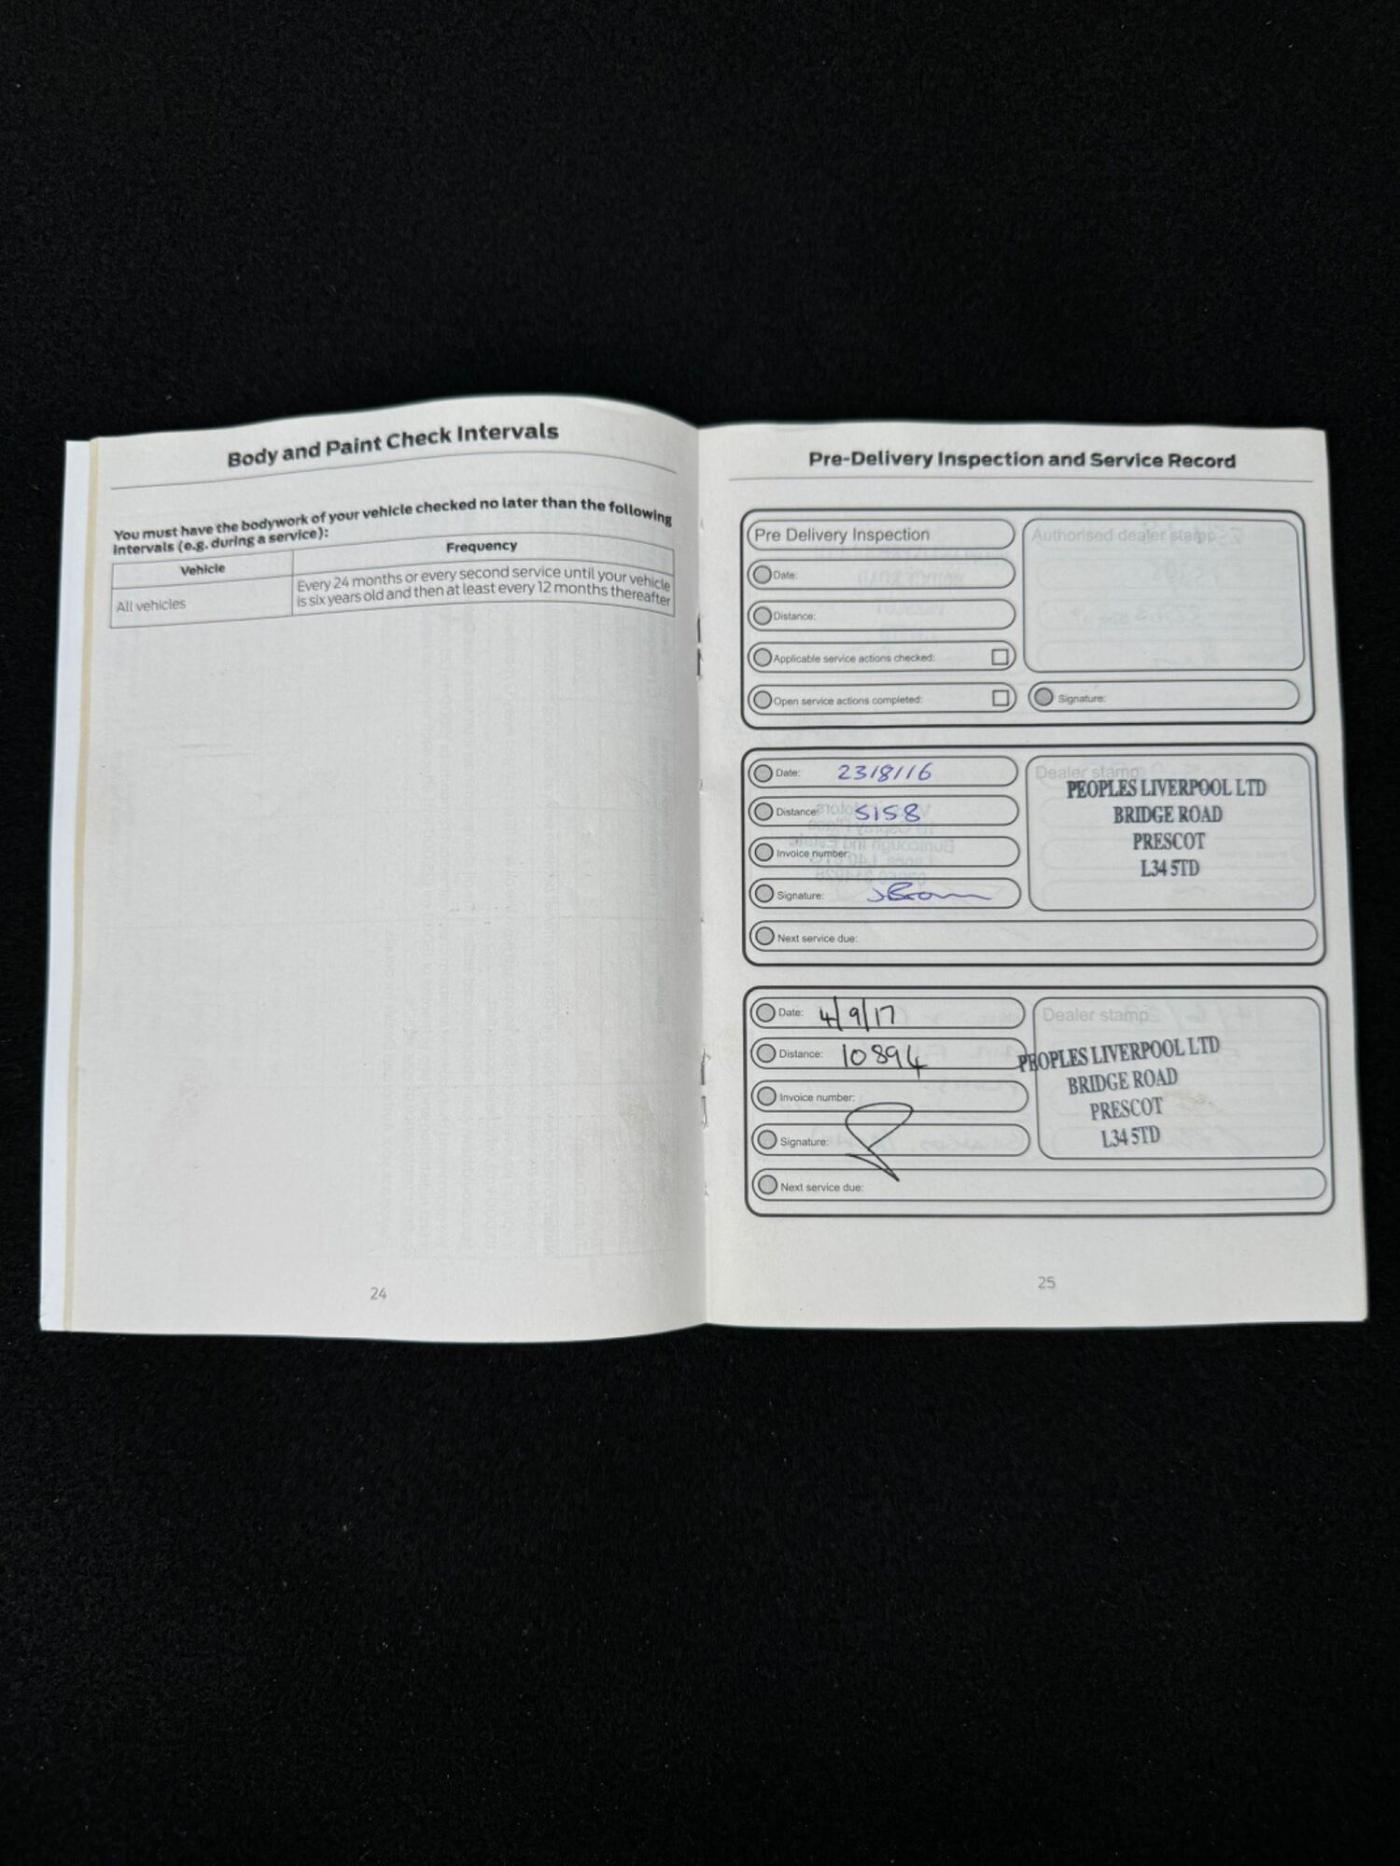 Body and Paint Check Intervals
You must have the bodywork of your vehicle checked no later than the following
intervals (e.g. during a service):
Vehicle
Frequency
All vehicles
Every 24 months or every second service until your vehicle
is six years old and then at least every 12 months thereafter
24
Pre-Delivery Inspection and Service Record
Pre Delivery Inspection
Date:
Distance:
Applicable service actions checked:
Open service actions completed:
Authorised dealer stamp
Signature:
Date: 23/8/16
Distance: 5158
Invoice number:
Signature:
Next service due:
Dealer stamp
PEOPLES LIVERPOOL LTD
BRIDGE ROAD
PRESCOT
L34 5TD
Date: 4/9/17
Distance: 10894
Invoice number:
Signature:
Next service due:
Dealer stamp
PEOPLES LIVERPOOL LTD
BRIDGE ROAD
PRESCOT
L34 5TD
25